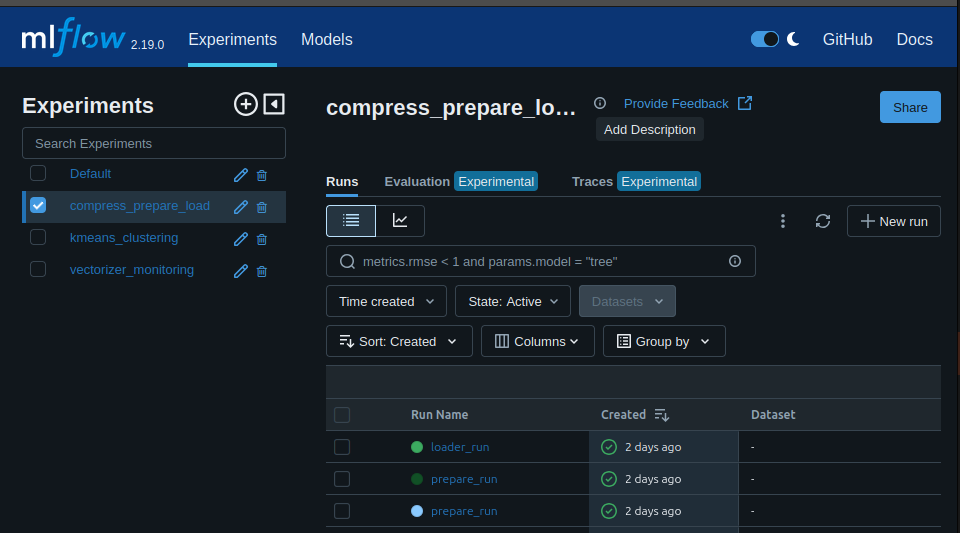 mlflow 2.19.0 Experiments Models GitHub Docs
Experiments
Search Experiments
Default
compress_prepare_load
kmeans_clustering
vectorizer_monitoring
compress_prepare_lo... Provide Feedback Share
Add Description
Runs Evaluation Experimental Traces Experimental
New run
metrics.rmse < 1 and params.model = "tree"
Time created State: Active Datasets
Sort: Created Columns Group by
Run Name Created Dataset
loader_run 2 days ago -
prepare_run 2 days ago -
prepare_run 2 days ago -